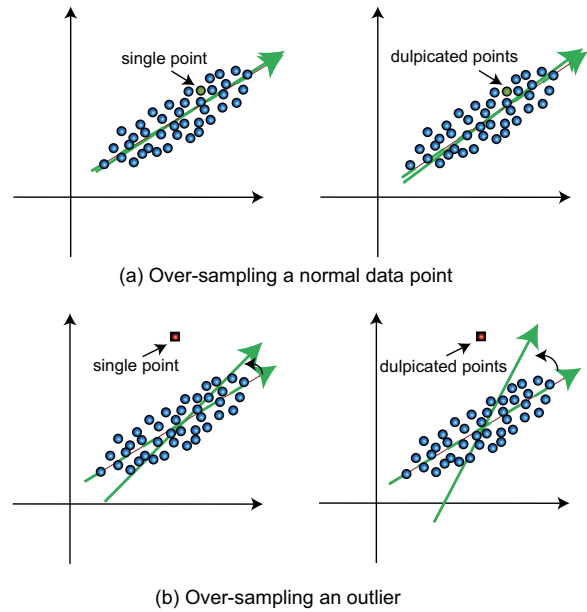 single point
dulpicated points
(a) Over-sampling a normal data point
single point
dulpicated points
(b) Over-sampling an outlier